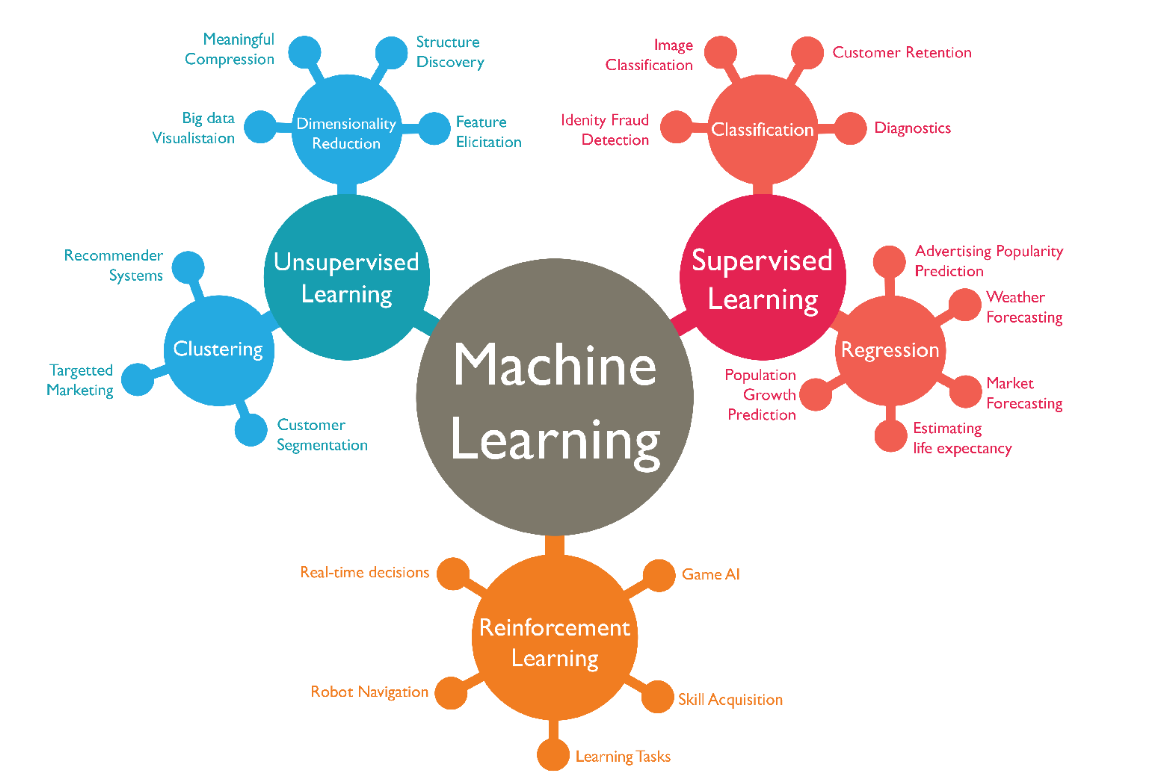 Meaningful
Compression
Structure
Discovery
Big data
Visualistaion
Dimensionality
Reduction
Feature
Elicitation
Image
Classification
Customer Retention
Idenity Fraud
Detection
Classification
Diagnostics
Recommender
Systems
Unsupervised
Learning
Clustering
Targetted
Marketing
Customer
Segmentation
Machine
Learning
Supervised
Learning
Advertising Popularity
Prediction
Weather
Forecasting
Regression
Population
Growth
Prediction
Market
Forecasting
Estimating
life expectancy
Real-time decisions
Game AI
Reinforcement
Learning
Robot Navigation
Skill Acquisition
Learning Tasks